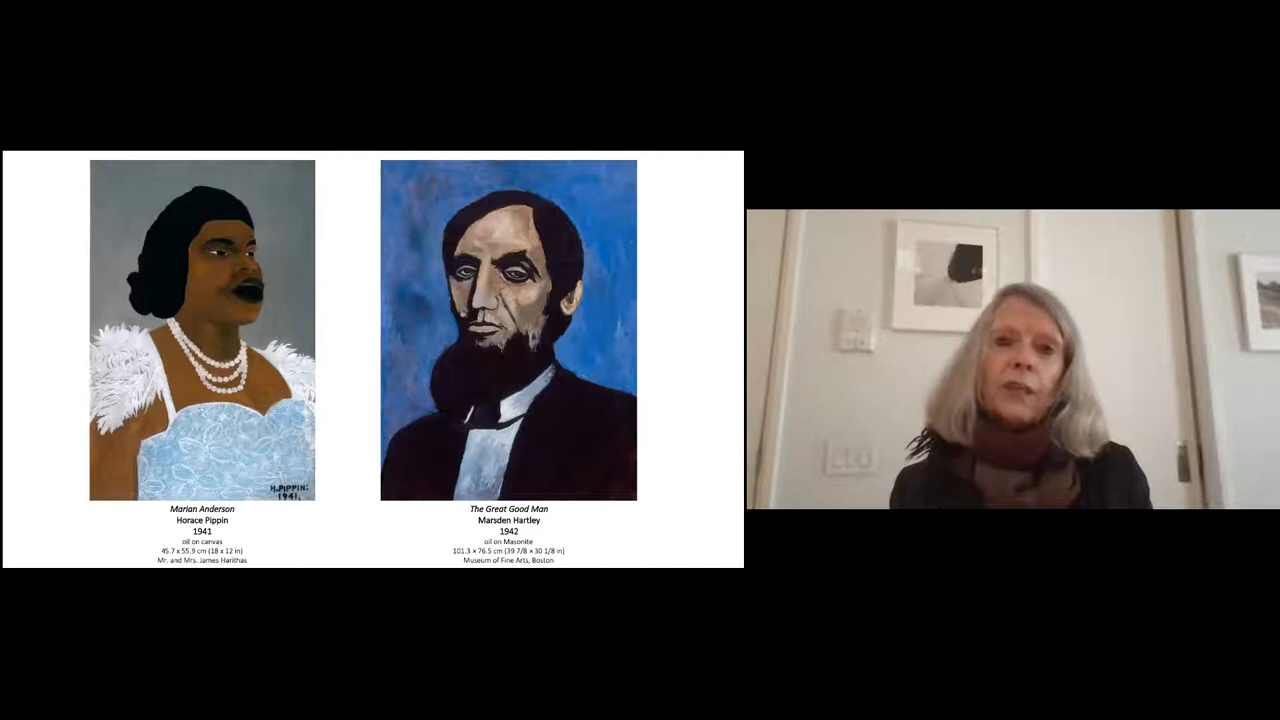 H.PIPPIN:
1941,
Marian Anderson
Horace Pippin
1941
oil on canvas
45.7 x 55.9 cm (18 x 12 in)
Mr. and Mrs. James Harithas
The Great Good Man
Marsden Hartley
1942
oil on Masonite
101.3 × 76.5 cm (39 7/8 × 30 1/8 in)
Museum of Fine Arts, Boston